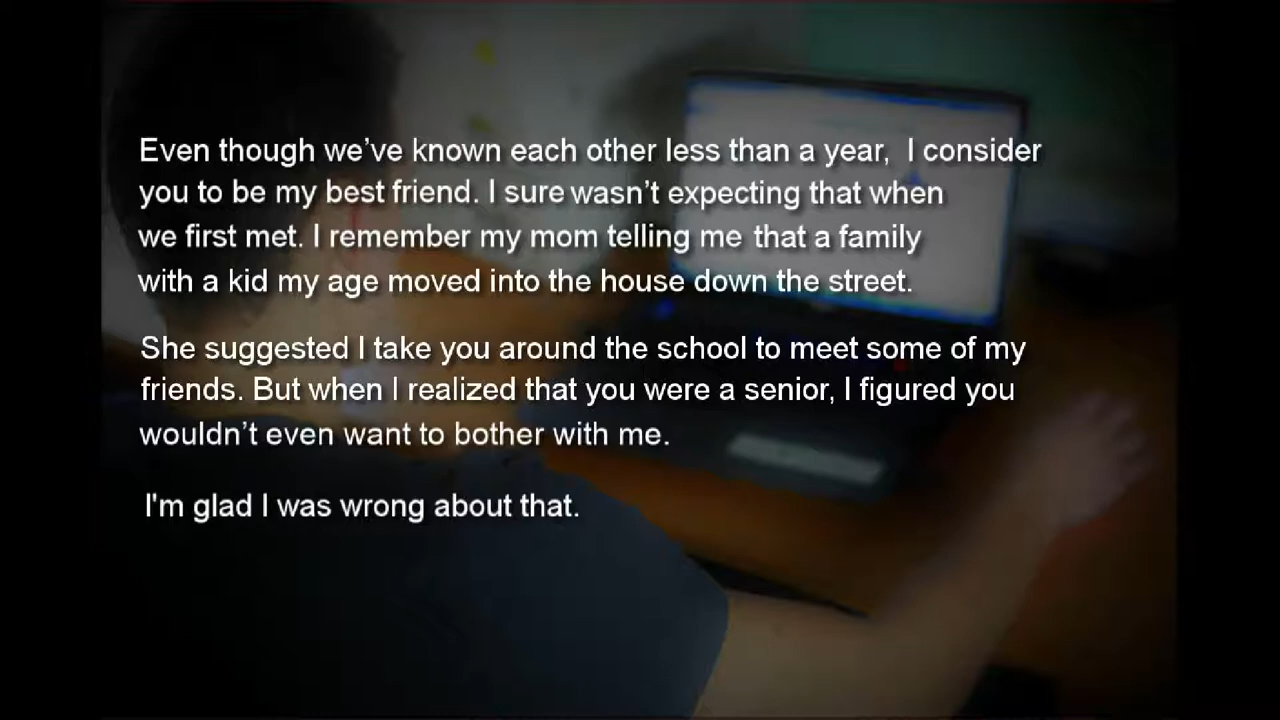 Even though we’ve known each other less than a year, I consider
you to be my best friend. I sure wasn’t expecting that when
we first met. I remember my mom telling me that a family
with a kid my age moved into the house down the street.
She suggested I take you around the school to meet some of my
friends. But when I realized that you were a senior, I figured you
wouldn’t even want to bother with me.
I'm glad I was wrong about that.